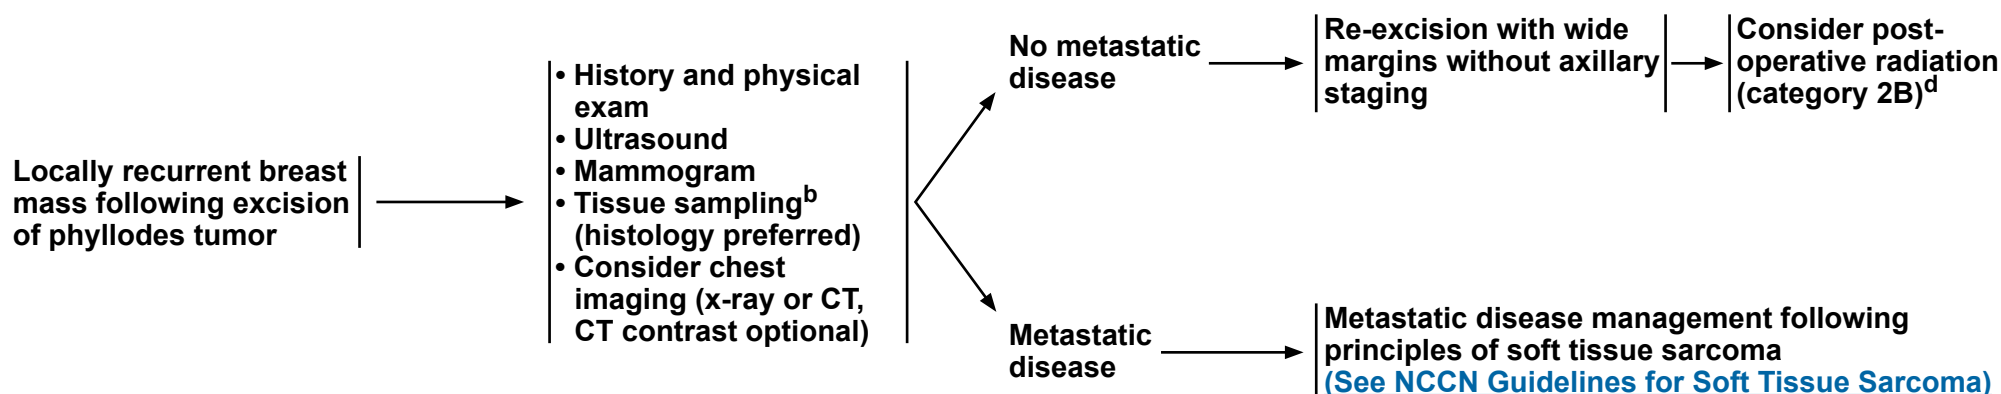 Locally recurrent breast
mass following excision
of phyllodes tumor
• History and physical
exam
• Ultrasound
• Mammogram
• Tissue samplingᵇ
(histology preferred)
• Consider chest
imaging (x-ray or CT,
CT contrast optional)
No metastatic
disease
Re-excision with wide
margins without axillary
staging
Consider post-
operative radiation
(category 2B)ᵈ
Metastatic
disease
Metastatic disease management following
principles of soft tissue sarcoma
(See NCCN Guidelines for Soft Tissue Sarcoma)